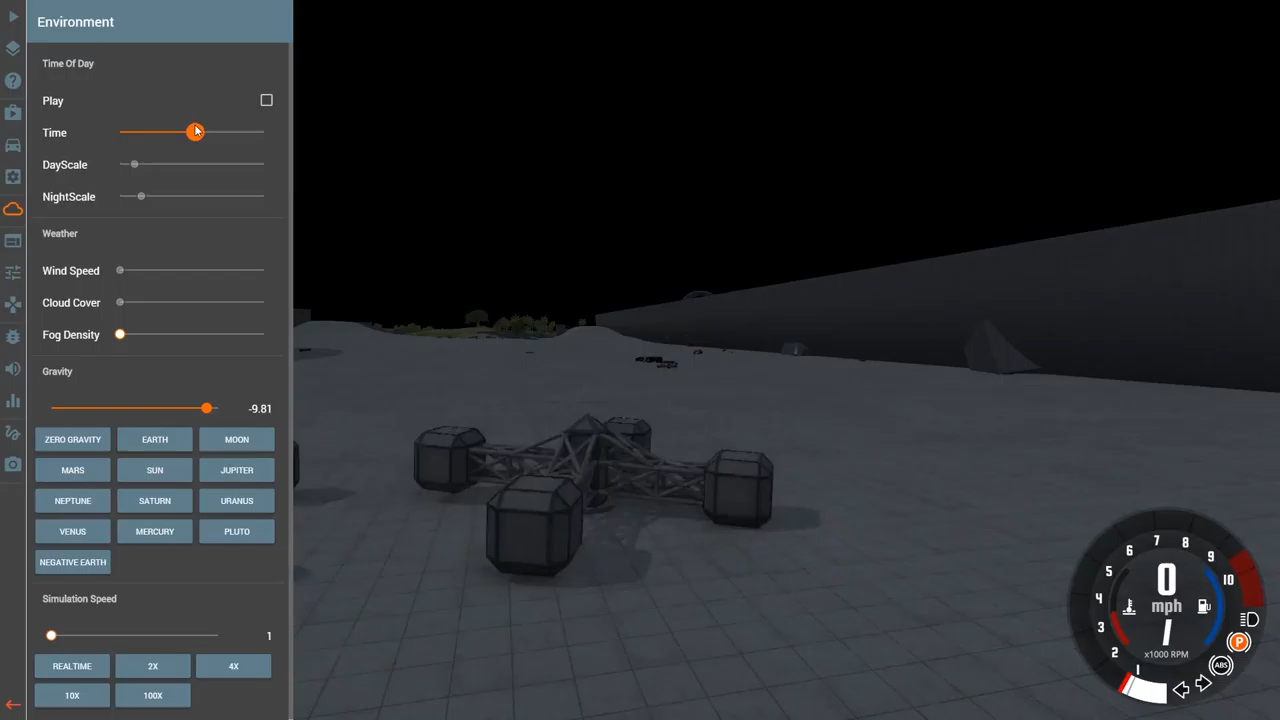 Environment
Time Of Day
Play
Time
DayScale
NightScale
Weather
Wind Speed
Cloud Cover
Fog Density
Gravity
-9.81
ZERO GRAVITY EARTH MOON
MARS SUN JUPITER
NEPTUNE SATURN URANUS
VENUS MERCURY PLUTO
NEGATIVE EARTH
Simulation Speed
1
REALTIME 2X 4X
10X 100X
1 2 3 4 5 6 7 8 9 10
0
mph
1
x1000 RPM
P
ABS